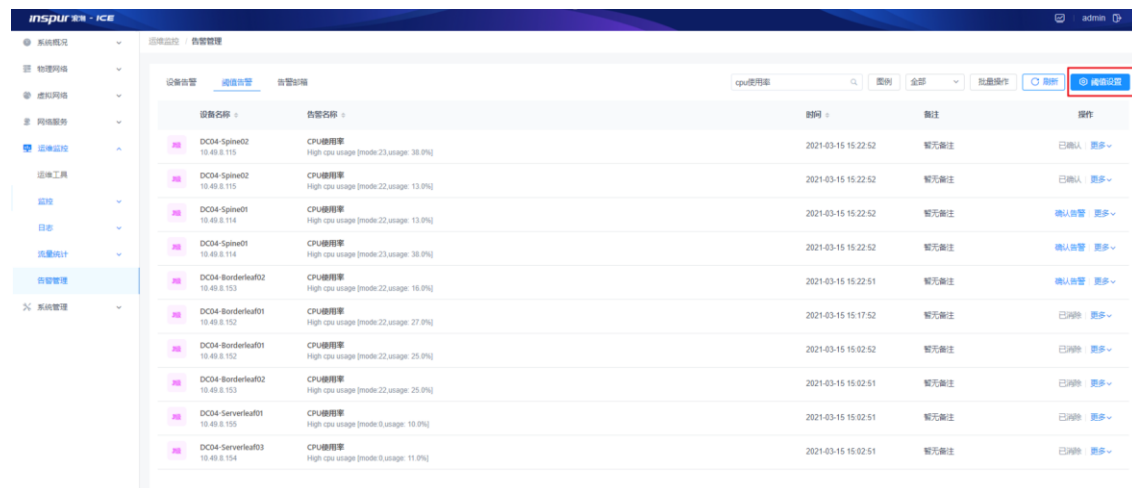 inspur 浪潮 - ICE
admin
系统概况
物理网络
虚拟网络
网络服务
运维监控
运维工具
监控
日志
流量统计
告警管理
系统管理
运维监控 / 告警管理
设备告警 阈值告警 告警邮箱
cpu使用率 图例 全部 批量操作 刷新 阈值设置
设备名称 告警名称 时间 备注 操作
DC04-Spine02 CPU使用率
10.49.8.115 High cpu usage [mode:23,usage: 38.0%] 2021-03-15 15:22:52 暂无备注 已确认 更多
DC04-Spine02 CPU使用率
10.49.8.115 High cpu usage [mode:22,usage: 13.0%] 2021-03-15 15:22:52 暂无备注 已确认 更多
DC04-Spine01 CPU使用率
10.49.8.114 High cpu usage [mode:22,usage: 13.0%] 2021-03-15 15:22:52 暂无备注 确认告警 更多
DC04-Spine01 CPU使用率
10.49.8.114 High cpu usage [mode:23,usage: 38.0%] 2021-03-15 15:22:52 暂无备注 确认告警 更多
DC04-Borderleaf02 CPU使用率
10.49.8.153 High cpu usage [mode:22,usage: 16.0%] 2021-03-15 15:22:51 暂无备注 确认告警 更多
DC04-Borderleaf01 CPU使用率
10.49.8.152 High cpu usage [mode:22,usage: 27.0%] 2021-03-15 15:17:52 暂无备注 已消除 更多
DC04-Borderleaf01 CPU使用率
10.49.8.152 High cpu usage [mode:22,usage: 25.0%] 2021-03-15 15:02:52 暂无备注 已消除 更多
DC04-Borderleaf02 CPU使用率
10.49.8.153 High cpu usage [mode:22,usage: 25.0%] 2021-03-15 15:02:51 暂无备注 已消除 更多
DC04-Serverleaf01 CPU使用率
10.49.8.155 High cpu usage [mode:0,usage: 10.0%] 2021-03-15 15:02:51 暂无备注 已消除 更多
DC04-Serverleaf03 CPU使用率
10.49.8.154 High cpu usage [mode:0,usage: 11.0%] 2021-03-15 15:02:51 暂无备注 已消除 更多